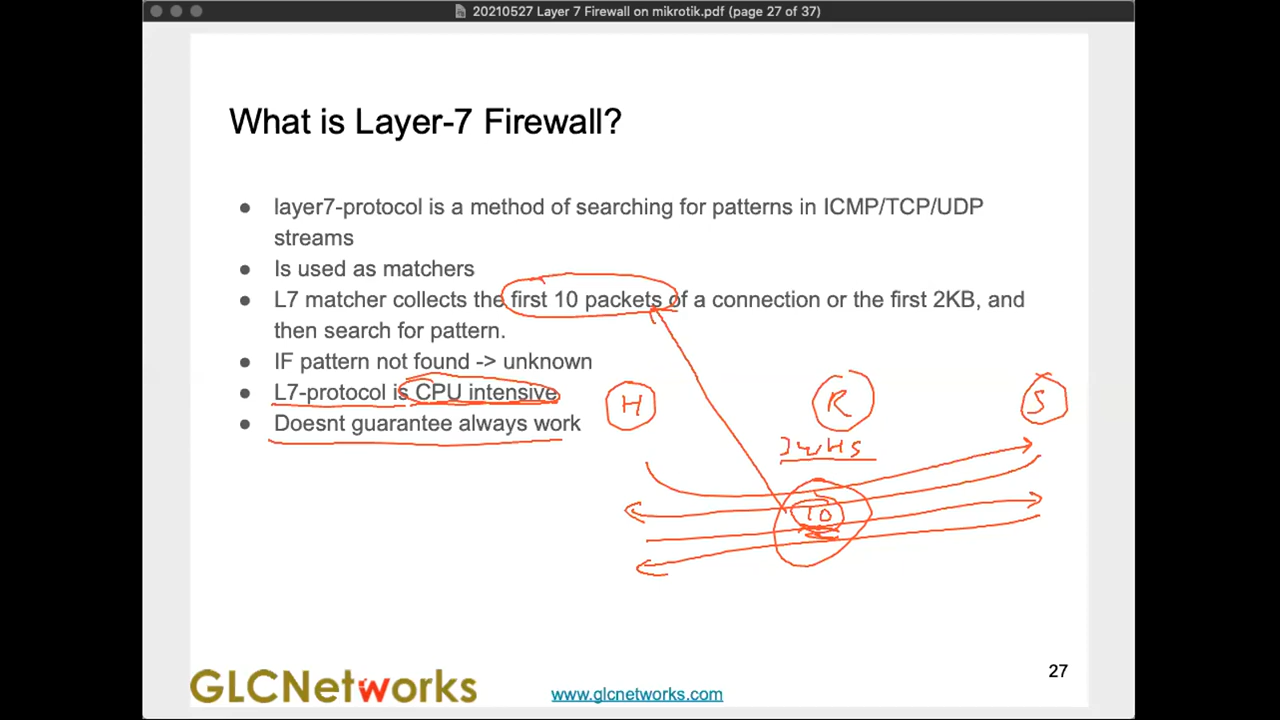 20210527 Layer 7 Firewall on mikrotik.pdf (page 27 of 37)
What is Layer-7 Firewall?
● layer7-protocol is a method of searching for patterns in ICMP/TCP/UDP
streams
● Is used as matchers
● L7 matcher collects the first 10 packets of a connection or the first 2KB, and
then search for pattern.
● IF pattern not found -> unknown
● L7-protocol is CPU intensive
● Doesnt guarantee always work
H R S
3WHS
10
27
GLCNetworks
www.glcnetworks.com